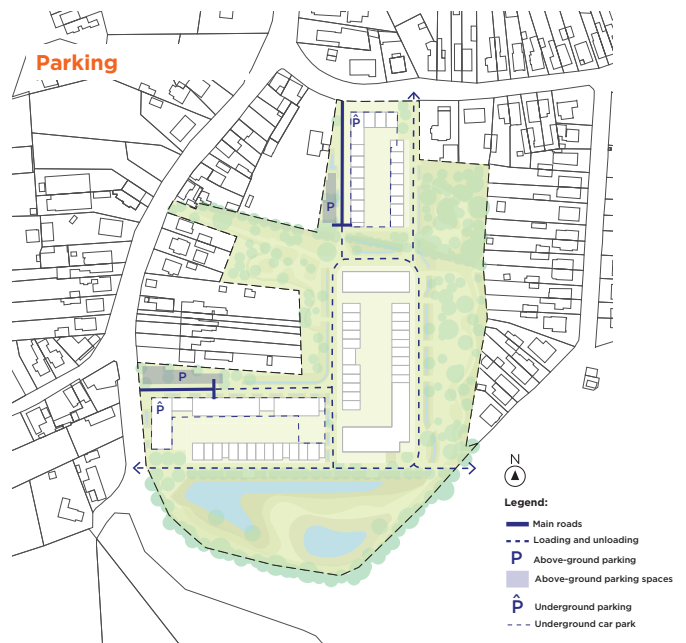 Parking
P̂
P
P
P̂
N
Legend:
Main roads
Loading and unloading
P Above-ground parking
Above-ground parking spaces
P̂ Underground parking
Underground car park